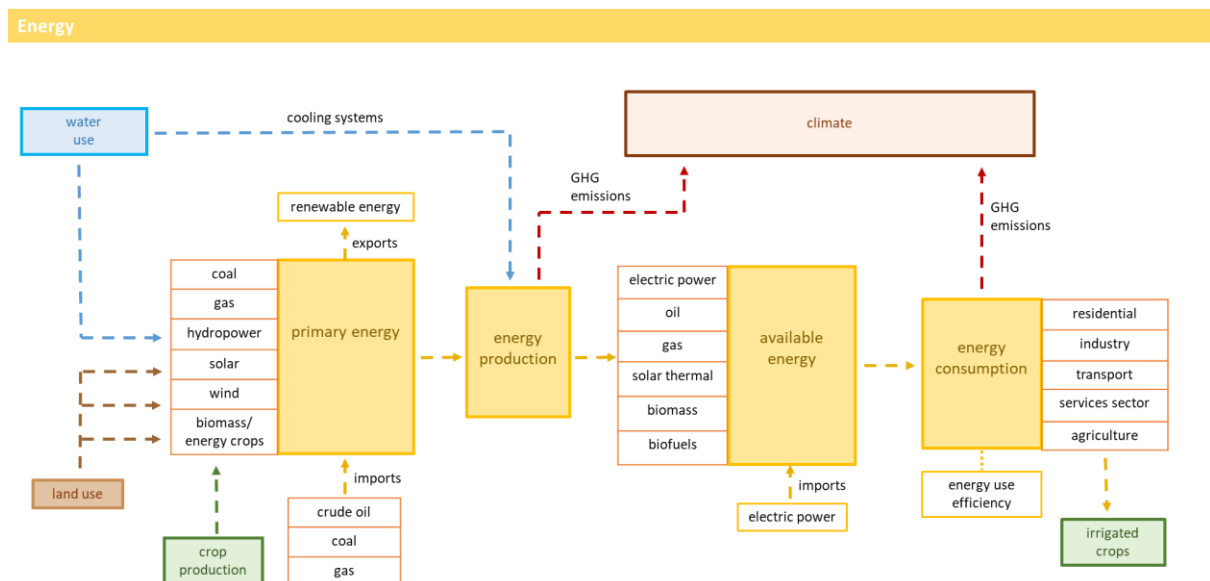 Energy
water
use
cooling systems
climate
GHG
emissions
GHG
emissions
renewable energy
exports
coal
gas
hydropower
solar
wind
biomass/
energy crops
primary energy
energy
production
electric power
oil
gas
solar thermal
biomass
biofuels
available
energy
energy
consumption
residential
industry
transport
services sector
agriculture
land use
imports
crude oil
coal
gas
crop
production
imports
electric power
energy use
efficiency
irrigated
crops